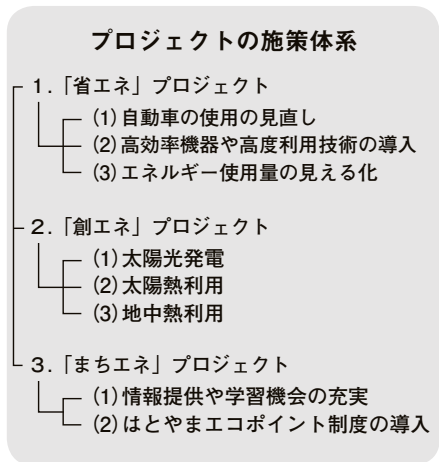 プロジェクトの施策体系
1．「省エネ」プロジェクト
(1)自動車の使用の見直し
(2)高効率機器や高度利用技術の導入
(3)エネルギー使用量の見える化
2．「創エネ」プロジェクト
(1)太陽光発電
(2)太陽熱利用
(3)地中熱利用
3．「まちエネ」プロジェクト
(1)情報提供や学習機会の充実
(2)はとやまエコポイント制度の導入